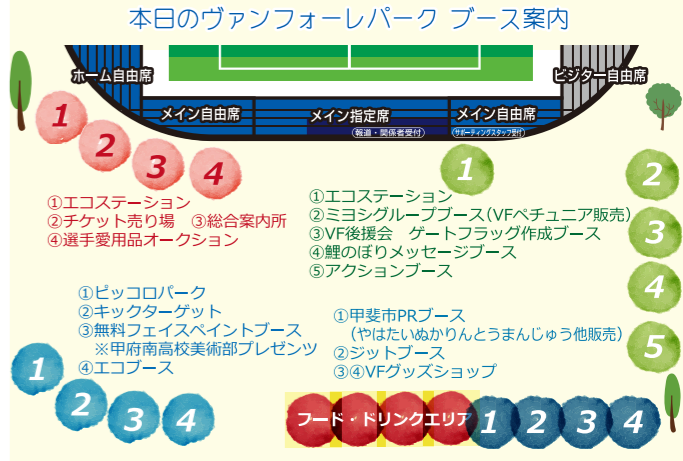 本日のヴァンフォーレパーク ブース案内
ホーム自由席
ビジター自由席
メイン自由席
メイン指定席
メイン自由席
報道・関係者受付
サポーティングスタッフ受付
1
2
3
4
1
2
3
4
5
①エコステーション
②チケット売り場 ③総合案内所
④選手愛用品オークション
①エコステーション
②ミヨシグループブース(VFペチュニア販売)
③VF後援会 ゲートフラッグ作成ブース
④鯉のぼりメッセージブース
⑤アクションブース
①ピッコロパーク
②キックターゲット
③無料フェイスペイントブース
※甲府南高校美術部プレゼンツ
④エコブース
①甲斐市PRブース
(やはたいぬかりんとうまんじゅう他販売)
②ジットブース
③④VFグッズショップ
1
2
3
4
フード・ドリンクエリア
1
2
3
4